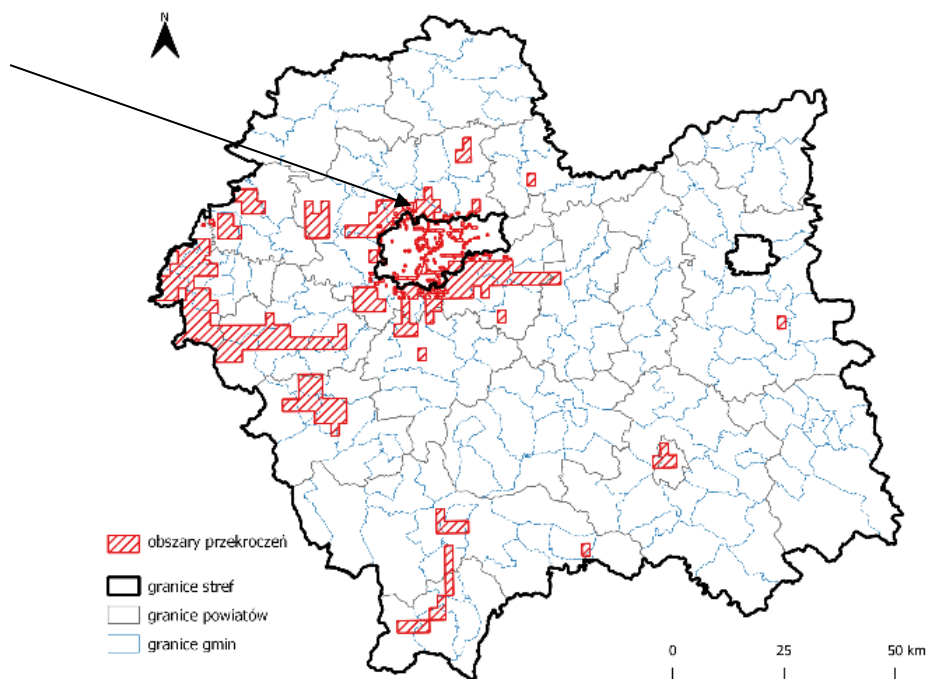 N
obszary przekroczeń
granice stref
granice powiatów
granice gmin
0 25 50 km